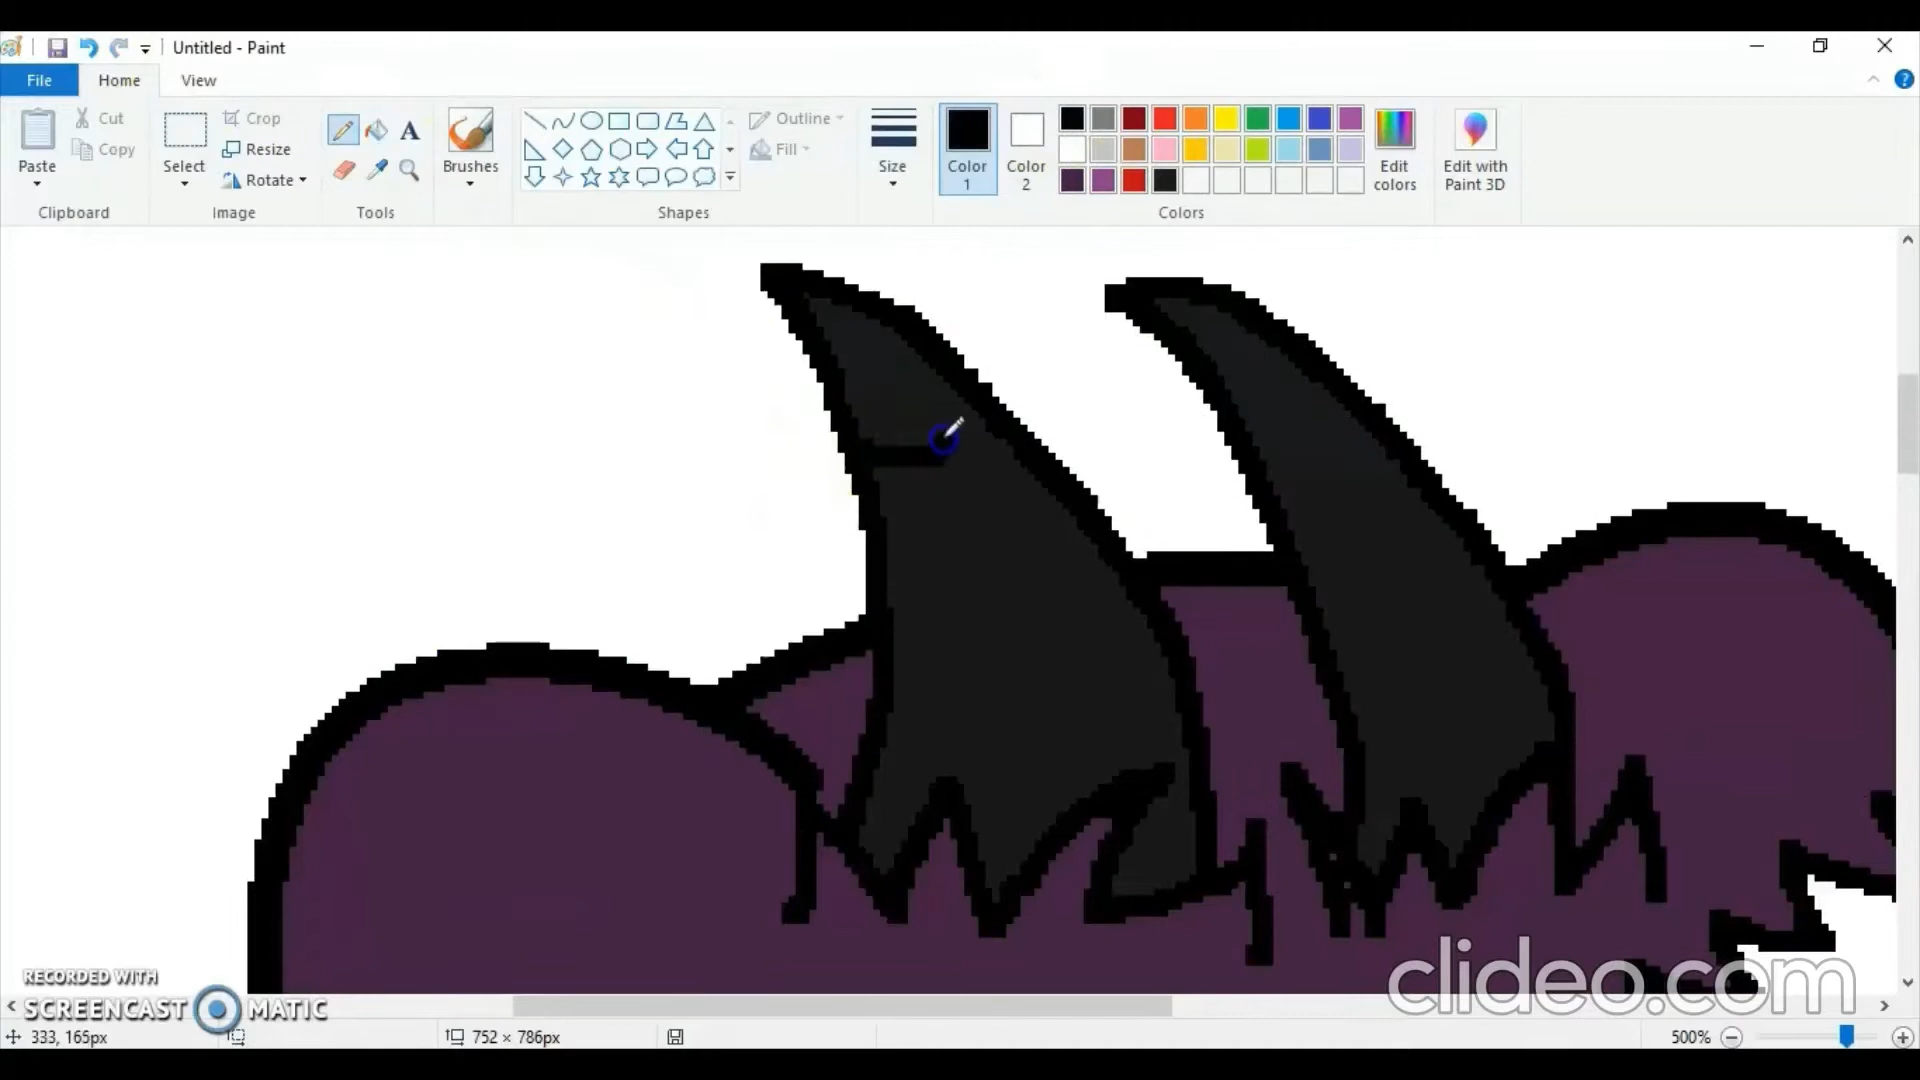 Untitled - Paint
File Home View
Paste Cut Copy Clipboard
Select Crop Resize Rotate Image
A Tools
Brushes
Shapes
Outline Fill
Size
Color 1
Color 2
Colors
Edit colors
Edit with Paint 3D
clideo.com
RECORDED WITH
SCREENCAST MATIC
333, 165px 752 × 786px 500%